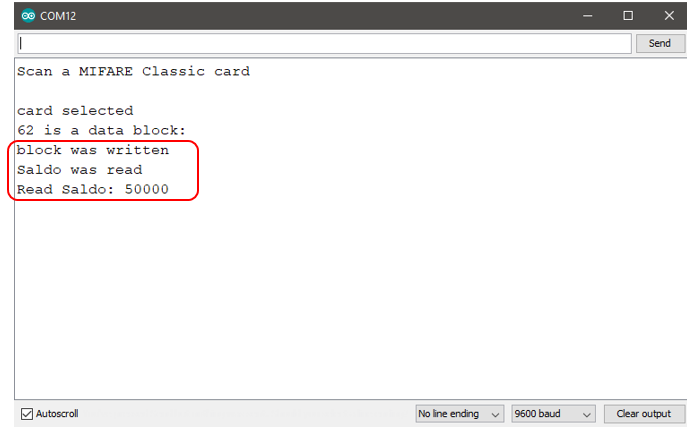 COM12
Send
Scan a MIFARE Classic card
card selected
62 is a data block:
block was written
Saldo was read
Read Saldo: 50000
Autoscroll
No line ending
9600 baud
Clear output